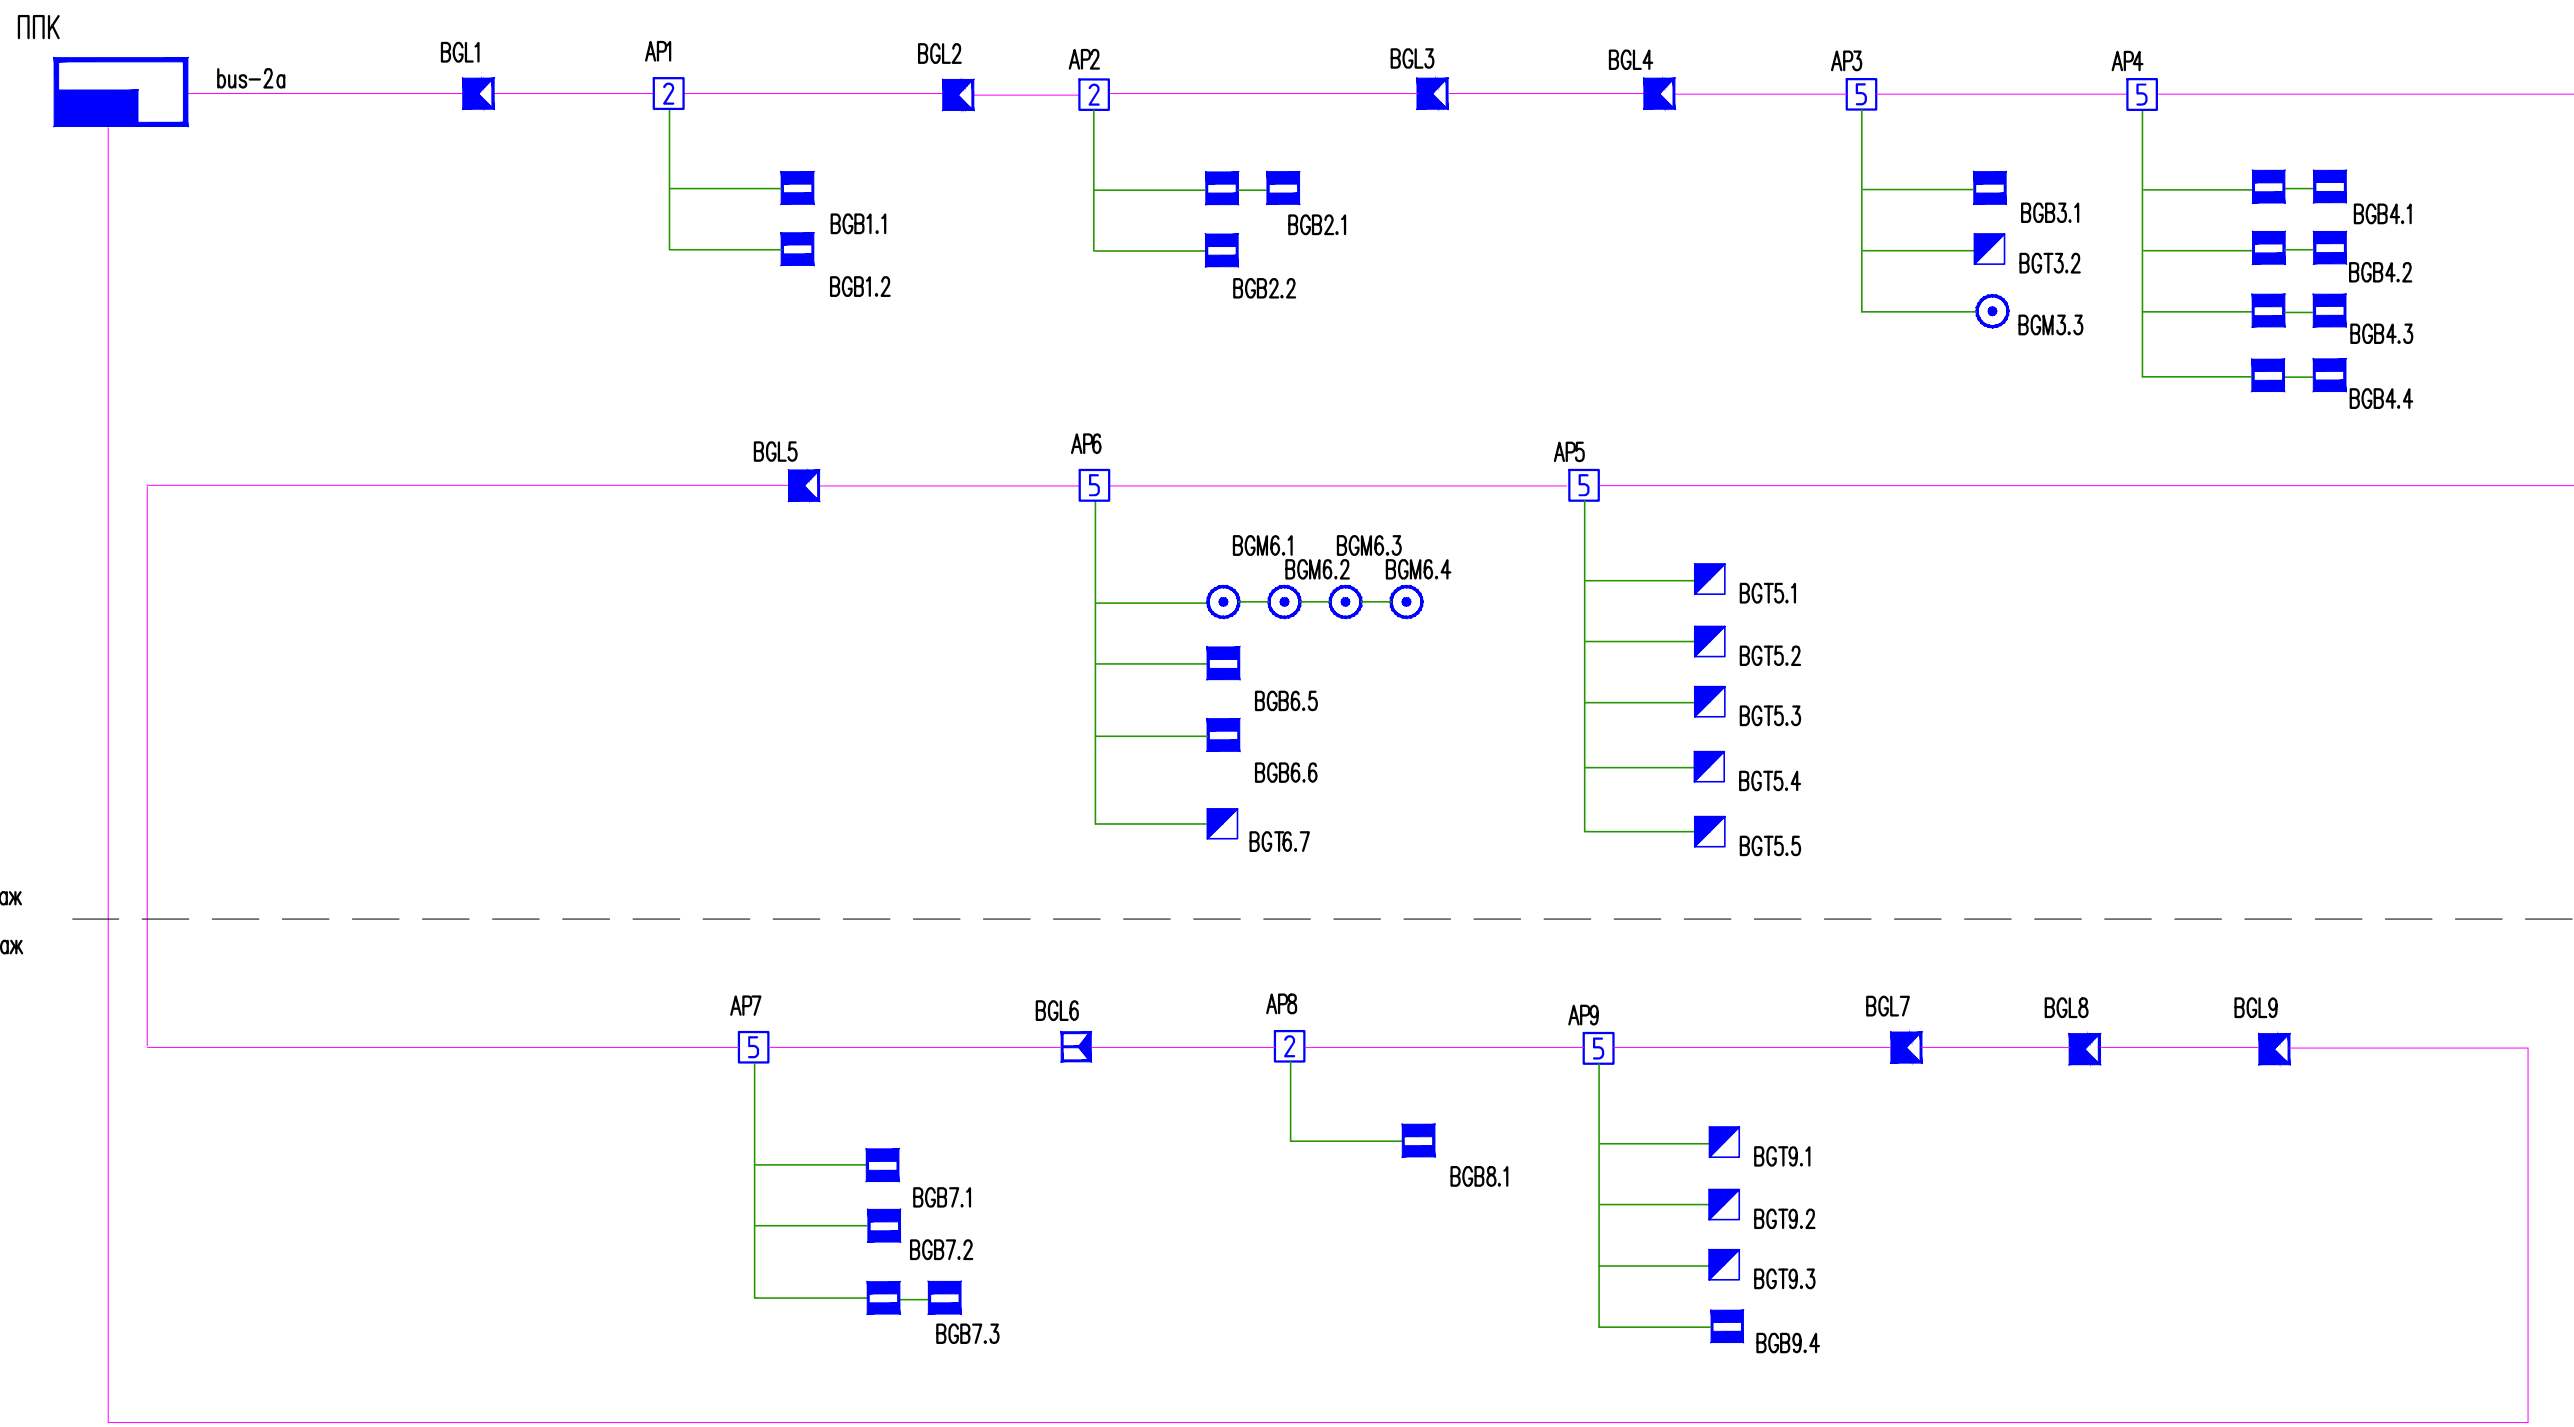 ППК
bus-2a
BGL1
AP1
BGL2
AP2
BGL3
BGL4
AP3
AP4
2
2
5
5
BGB1.1
BGB1.2
BGB2.1
BGB2.2
BGB3.1
BGT3.2
BGM3.3
BGB4.1
BGB4.2
BGB4.3
BGB4.4
BGL5
AP6
AP5
5
5
BGM6.1
BGM6.3
BGM6.2
BGM6.4
BGB6.5
BGB6.6
BGT6.7
BGT5.1
BGT5.2
BGT5.3
BGT5.4
BGT5.5
аж
аж
AP7
BGL6
AP8
AP9
BGL7
BGL8
BGL9
5
2
5
BGB7.1
BGB7.2
BGB7.3
BGB8.1
BGT9.1
BGT9.2
BGT9.3
BGB9.4